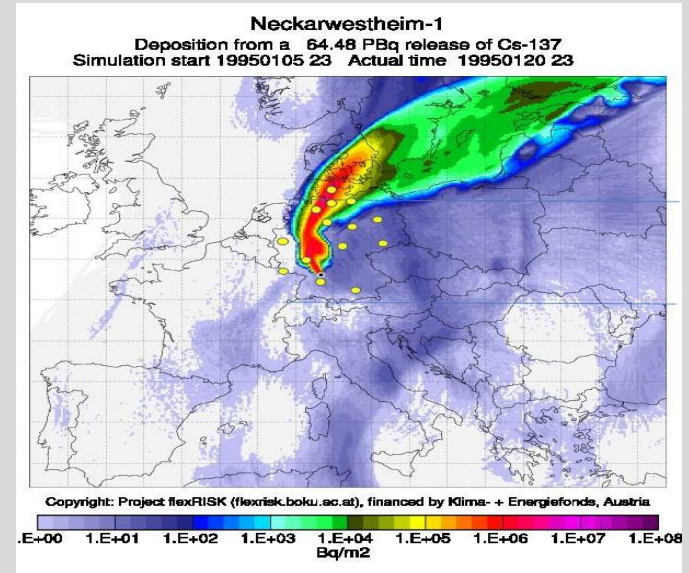 Neckarwestheim-1
Deposition from a 64.48 PBq release of Cs-137
Simulation start 19950105 23 Actual time 19950120 23
Copyright: Project flexRISK (flexrisk.boku.ac.at), financed by Klima- + Energiefonds, Austria
.E+00 1.E+01 1.E+02 1.E+03 1.E+04 1.E+05 1.E+06 1.E+07 1.E+08
Bq/m2